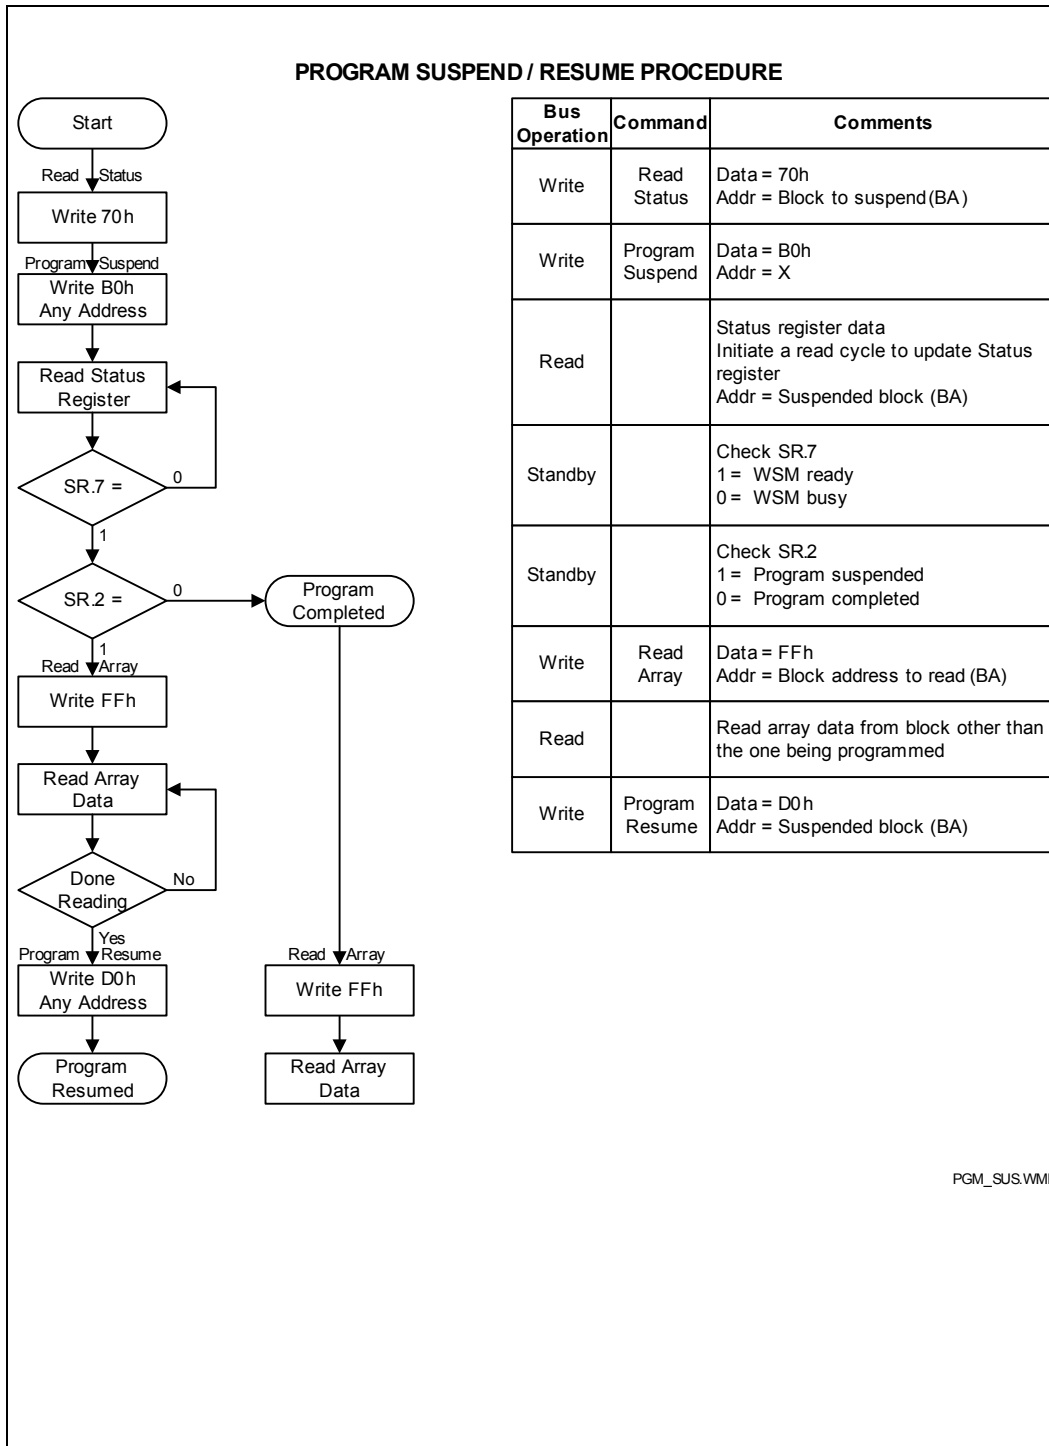 PROGRAM SUSPEND / RESUME PROCEDURE
Start
Read Status
Write 70h
Program Suspend
Write B0h
Any Address
Read Status
Register
SR.7 =
0
1
SR.2 =
0
Program
Completed
1
Read Array
Write FFh
Read Array
Data
Done
Reading
No
Yes
Program Resume
Write D0h
Any Address
Program
Resumed
Read Array
Write FFh
Read Array
Data
Bus
Operation
Command
Comments
Write
Read
Status
Data = 70h
Addr = Block to suspend (BA)
Write
Program
Suspend
Data = B0h
Addr = X
Read
Status register data
Initiate a read cycle to update Status
register
Addr = Suspended block (BA)
Standby
Check SR.7
1 = WSM ready
0 = WSM busy
Standby
Check SR.2
1 = Program suspended
0 = Program completed
Write
Read
Array
Data = FFh
Addr = Block address to read (BA)
Read
Read array data from block other than
the one being programmed
Write
Program
Resume
Data = D0h
Addr = Suspended block (BA)